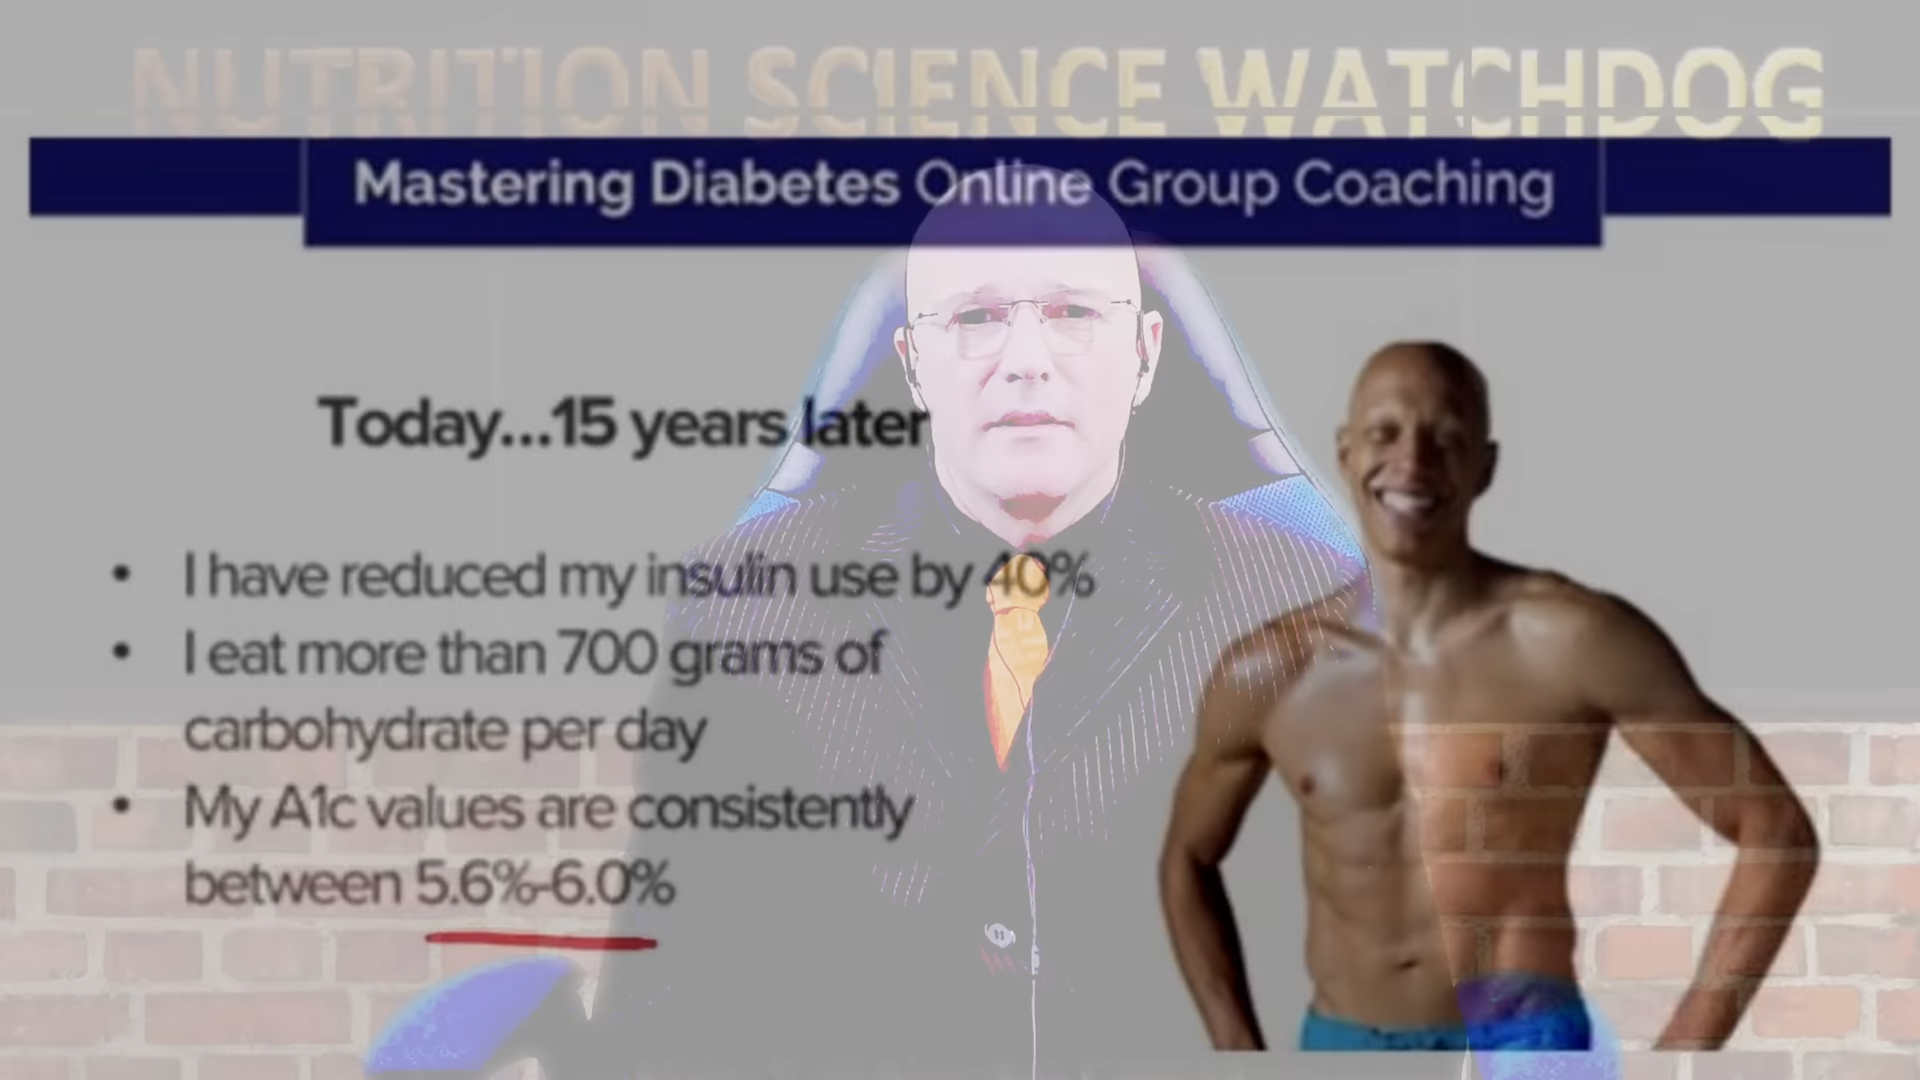 NUTRITION SCIENCE WATCHDOG
Mastering Diabetes Online Group Coaching
Today...15 years later
• I have reduced my insulin use by 40%
• I eat more than 700 grams of
carbohydrate per day
• My A1c values are consistently
between 5.6%-6.0%